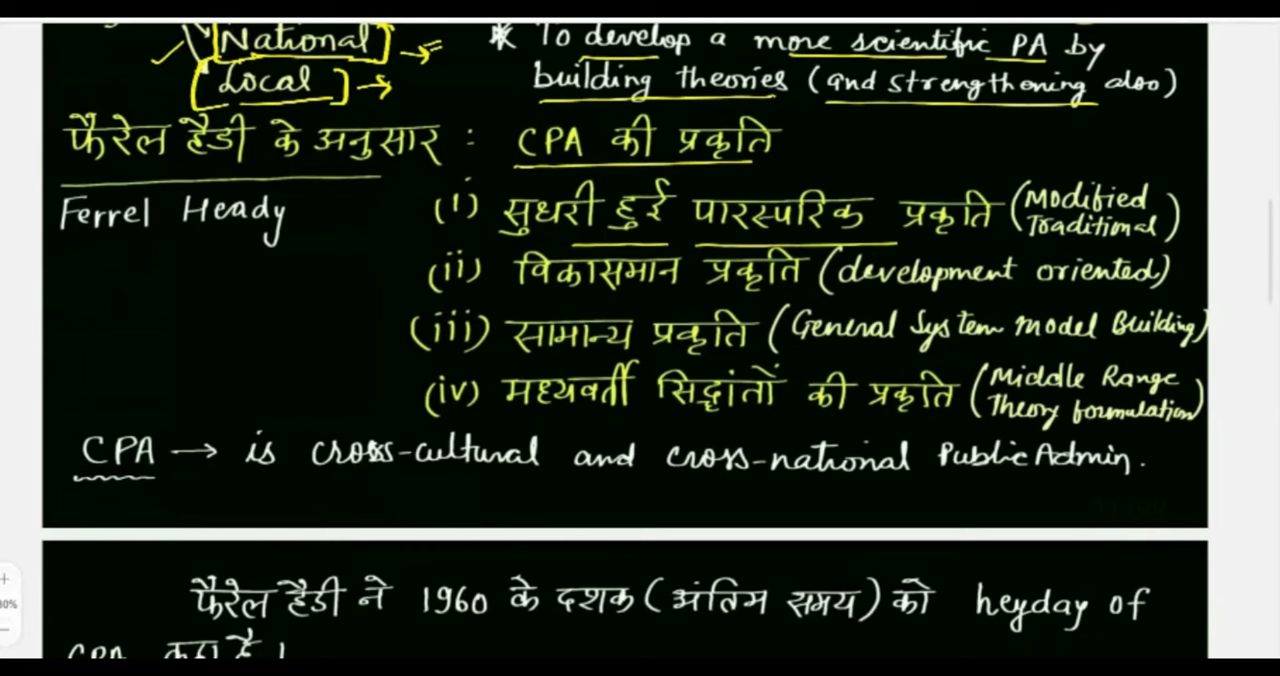 National → * To develop a more scientific PA by
Local → building theories (and strengthening also)
फैरेल हैडी के अनुसार : CPA की प्रकृति
Ferrel Heady (i) सुधरी हुई पारस्परिक प्रकृति (Modified Traditional)
(ii) विकासमान प्रकृति (development oriented)
(iii) सामान्य प्रकृति (General System Model Building)
(iv) मध्यवर्ती सिद्धांतों की प्रकृति (Middle Range Theory formulation)
CPA → is cross-cultural and cross-national Public Admin.
फैरेल हैडी ने 1960 के दशक (अंतिम समय) को heyday of
CPA कहा है।